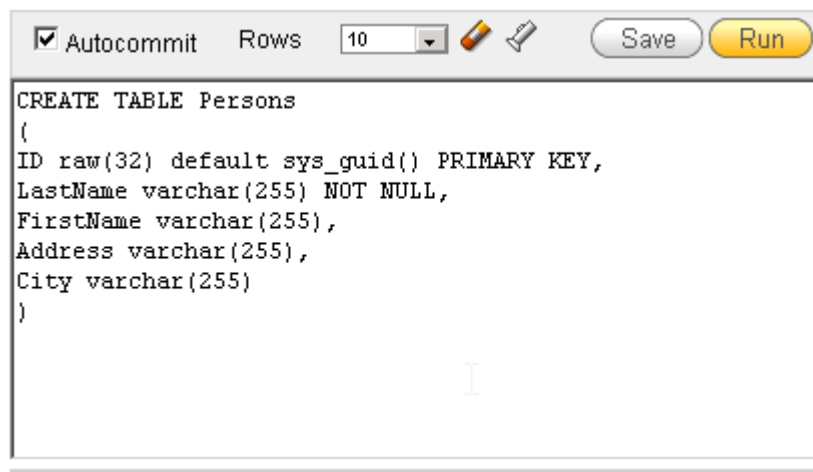 Autocommit Rows 10 Save Run
CREATE TABLE Persons
(
ID raw(32) default sys_guid() PRIMARY KEY,
LastName varchar(255) NOT NULL,
FirstName varchar(255),
Address varchar(255),
City varchar(255)
)